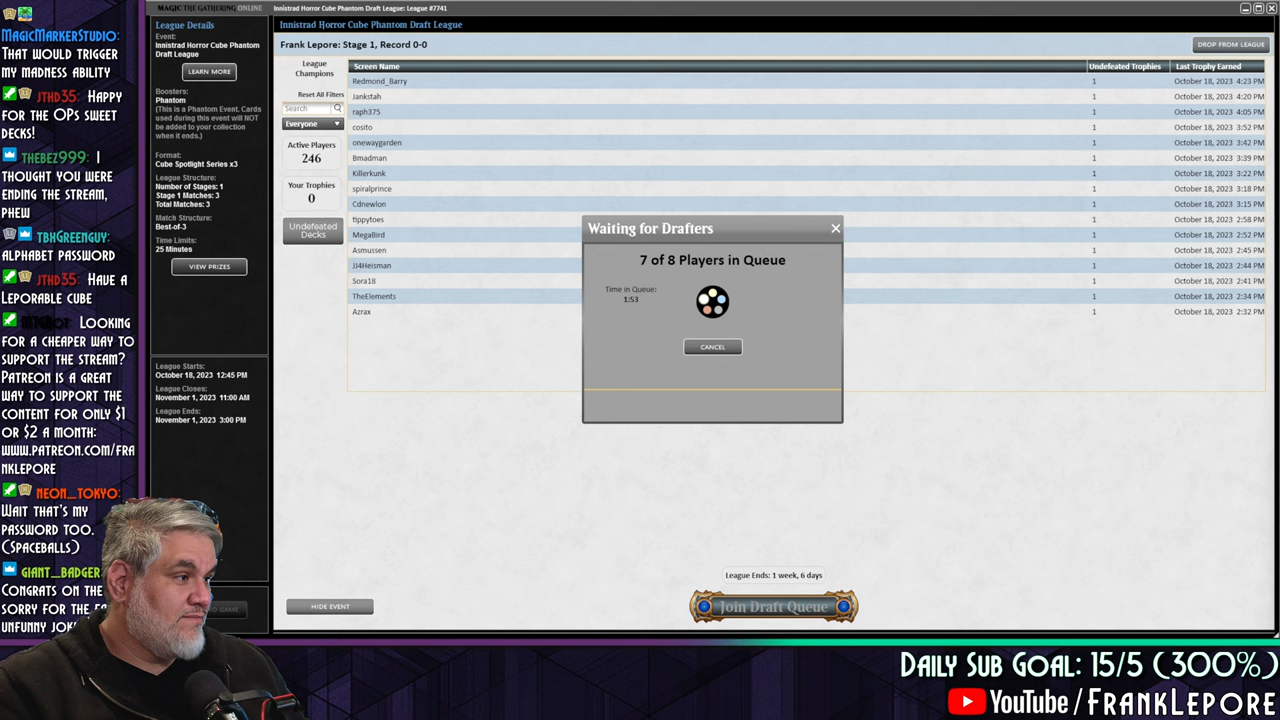 MAGIC THE GATHERING ONLINE
Innistrad Horror Cube Phantom Draft League: League #7741
MagicMarkerStudio:
That would trigger
my madness ability
jthd35: Happy
for the OPs sweet
decks!
thebez999: I
thought you were
ending the stream,
phew
tbhGreenguy:
alphabet password
jthd35: Have a
Leporable cube
Looking
for a cheaper way to
support the stream?
Patreon is a great
way to support the
content for only $1
or $2 a month:
www.patreon.com/fra
nklepore
neon_tokyo:
Wait that's my
password too.
(Spaceballs)
giant_badger
Congrats on the
sorry for the
unfunny
League Details
Event:
Innistrad Horror Cube Phantom
Draft League
LEARN MORE
Boosters:
Phantom
(This is a Phantom Event. Cards
used during this event will NOT
be added to your collection
when it ends.)
Format:
Cube Spotlight Series x3
League Structure:
Number of Stages: 1
Stage 1 Matches: 3
Total Matches: 3
Match Structure:
Best-of-3
Time Limits:
25 Minutes
VIEW PRIZES
League Starts:
October 18, 2023 12:45 PM
League Closes:
November 1, 2023 11:00 AM
League Ends:
November 1, 2023 3:00 PM
GAME
Innistrad Horror Cube Phantom Draft League
Frank Lepore: Stage 1, Record 0-0
DROP FROM LEAGUE
League
Champions
Reset All Filters
Search
Everyone
Active Players
246
Your Trophies
0
Undefeated
Decks
Screen Name Undefeated Trophies Last Trophy Earned
Redmond_Barry 1 October 18, 2023 4:23 PM
Jankstah 1 October 18, 2023 4:20 PM
raph375 1 October 18, 2023 4:05 PM
cosito 1 October 18, 2023 3:52 PM
onewaygarden 1 October 18, 2023 3:42 PM
Bmadman 1 October 18, 2023 3:39 PM
Killerkunk 1 October 18, 2023 3:22 PM
spiralprince 1 October 18, 2023 3:18 PM
Cdnewlon 1 October 18, 2023 3:15 PM
tippytoes 1 October 18, 2023 2:58 PM
MegaBird 1 October 18, 2023 2:52 PM
Asmussen 1 October 18, 2023 2:45 PM
JJ4Heisman 1 October 18, 2023 2:44 PM
Sora18 1 October 18, 2023 2:41 PM
TheElements 1 October 18, 2023 2:34 PM
Azrax 1 October 18, 2023 2:32 PM
Waiting for Drafters
7 of 8 Players in Queue
Time in Queue:
1:53
CANCEL
League Ends: 1 week, 6 days
HIDE EVENT
Join Draft Queue
Daily Sub Goal: 15/5 (300%)
YouTube/FrankLepore